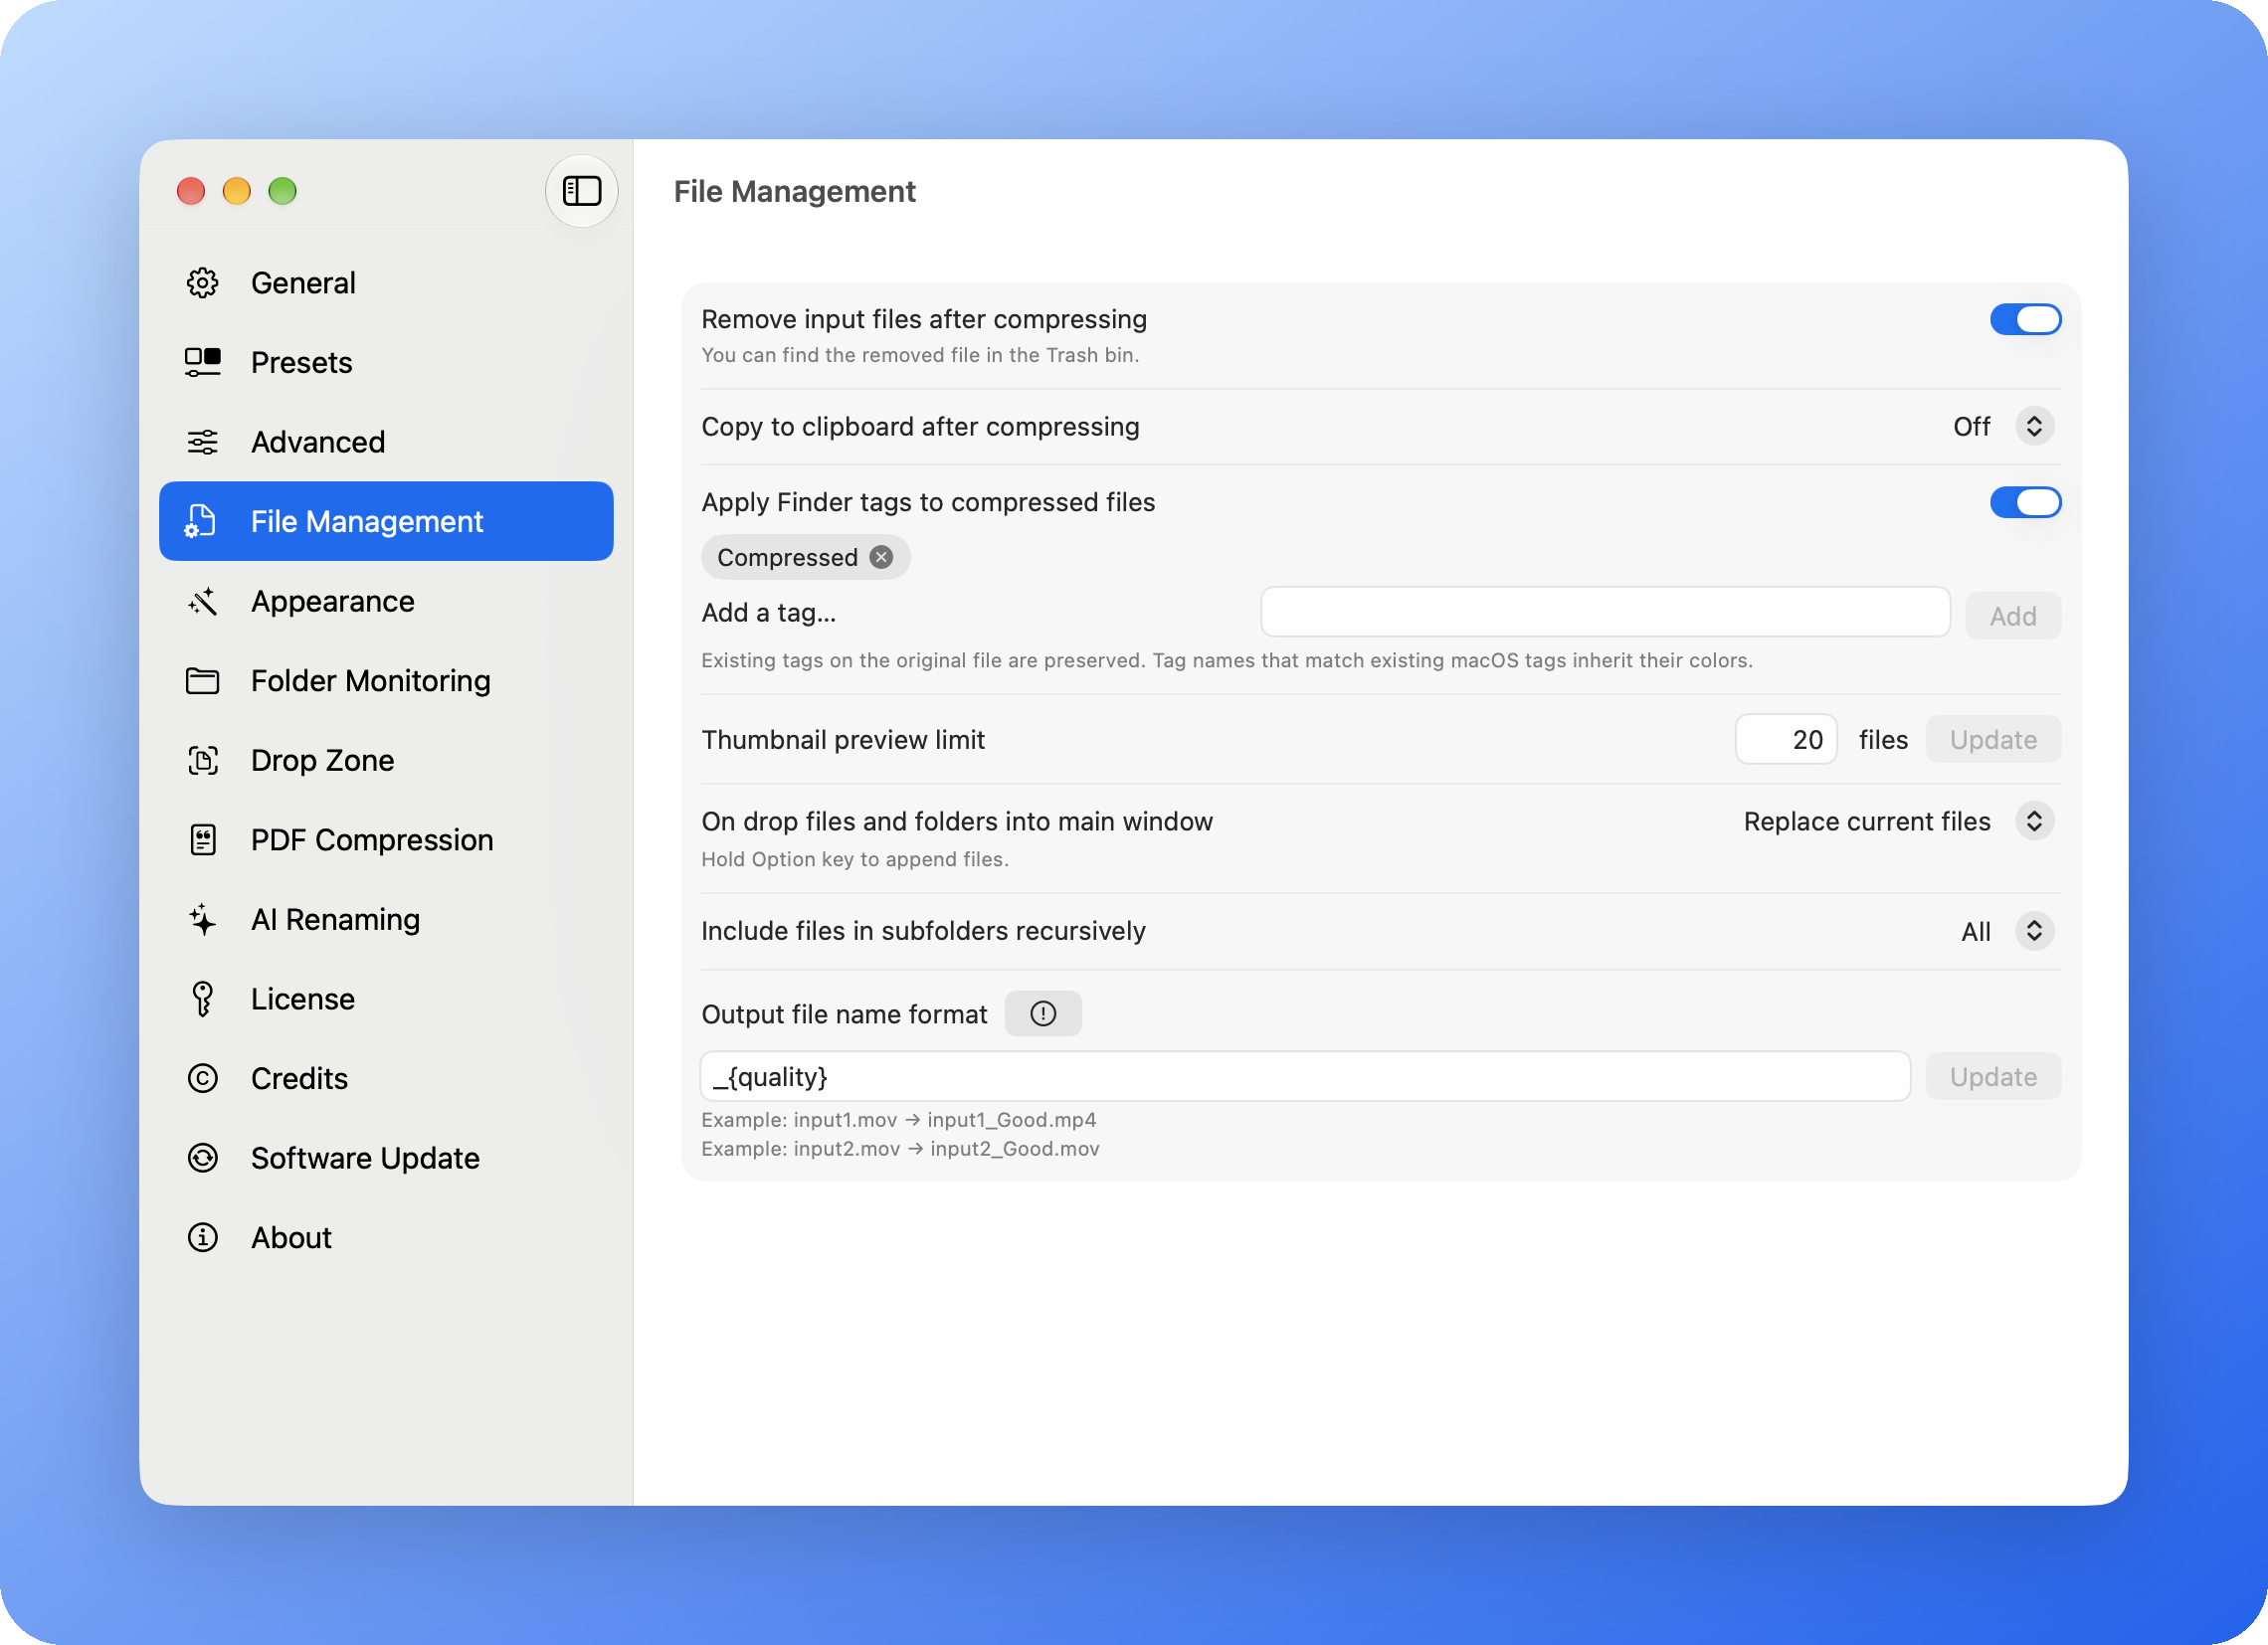 File Management
General
Presets
Advanced
File Management
Appearance
Folder Monitoring
Drop Zone
PDF Compression
AI Renaming
License
Credits
Software Update
About
Remove input files after compressing
You can find the removed file in the Trash bin.
Copy to clipboard after compressing Off
Apply Finder tags to compressed files
Compressed
Add a tag... Add
Existing tags on the original file are preserved. Tag names that match existing macOS tags inherit their colors.
Thumbnail preview limit 20 files Update
On drop files and folders into main window Replace current files
Hold Option key to append files.
Include files in subfolders recursively All
Output file name format
_{quality} Update
Example: input1.mov → input1_Good.mp4
Example: input2.mov → input2_Good.mov